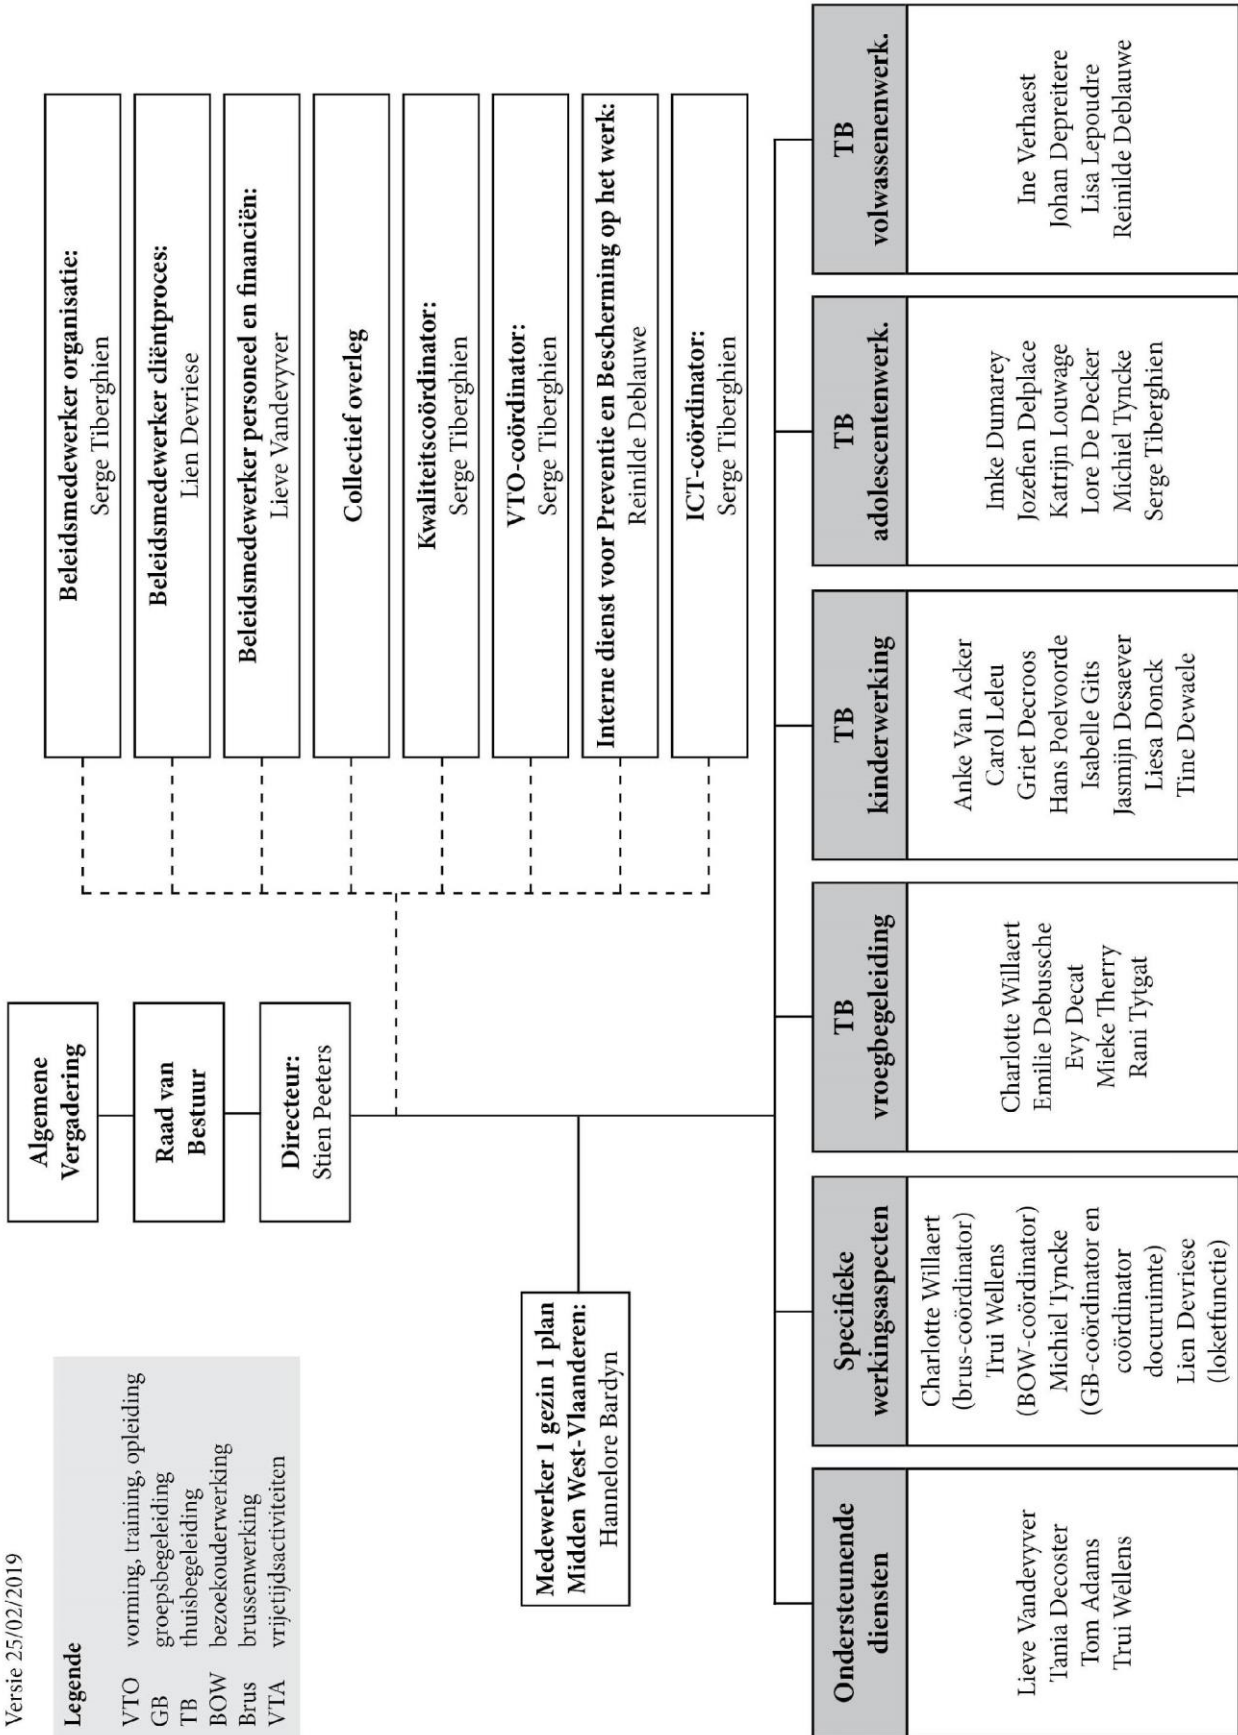 Versie 25/02/2019
Legende
VTO vorming, training, opleiding
GB groepsbegeleiding
TB thuisbegeleiding
BOW bezoekouderwerking
Brus brussenwerking
VTA vrijetijdsactiviteiten
Algemene
Vergadering
Raad van
Bestuur
Directeur:
Stien Peeters
Beleidsmedewerker organisatie:
Serge Tiberghien
Beleidsmedewerker cliëntproces:
Lien Devriese
Beleidsmedewerker personeel en financiën:
Lieve Vandevyver
Collectief overleg
Kwaliteitscoördinator:
Serge Tiberghien
VTO-coördinator:
Serge Tiberghien
Interne dienst voor Preventie en Bescherming op het werk:
Reinilde Deblauwe
ICT-coördinator:
Serge Tiberghien
Medewerker 1 gezin 1 plan
Midden West-Vlaanderen:
Hannelore Bardyn
Ondersteunende
diensten
Lieve Vandevyver
Tania Decoster
Tom Adams
Trui Wellens
Specifieke
werkingsaspecten
Charlotte Willaert
(brus-coördinator)
Trui Wellens
(BOW-coördinator)
Michiel Tyncke
(GB-coördinator en
coördinator
docuruimte)
Lien Devriese
(loketfunctie)
TB
vroegbegeleiding
Charlotte Willaert
Emilie Debussche
Evy Decat
Mieke Therry
Rani Tytgat
TB
kinderwerking
Anke Van Acker
Carol Leleu
Griet Decroos
Hans Poelvoorde
Isabelle Gits
Jasmijn Desaever
Liesa Donck
Tine Dewaele
TB
adolescentenwerk.
Imke Dumarey
Jozefien Delplace
Katrijn Louwage
Lore De Decker
Michiel Tyncke
Serge Tiberghien
TB
volwassenenwerk.
Ine Verhaest
Johan Depreitere
Lisa Lepoudre
Reinilde Deblauwe